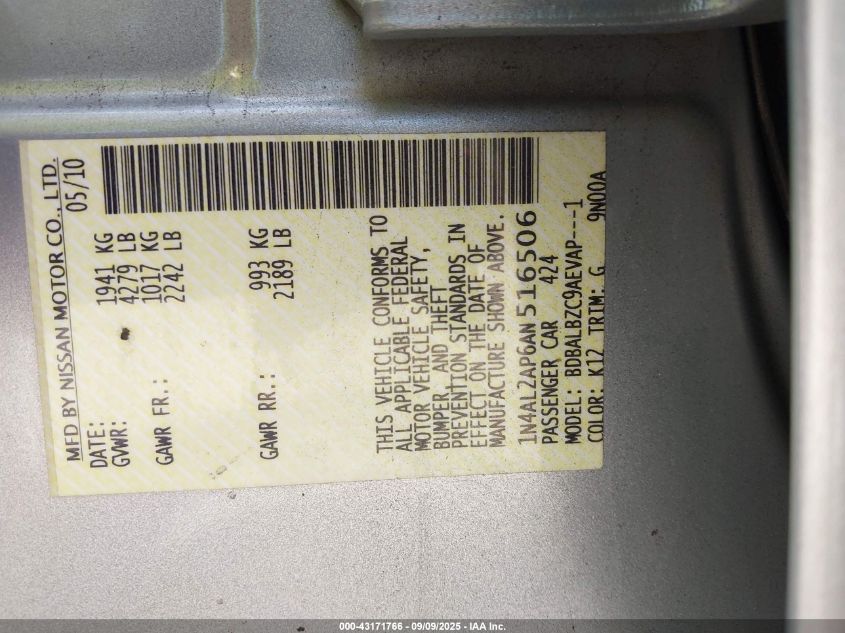 MFD BY NISSAN MOTOR CO., LTD.
DATE: 05/10
GVWR: 1941 KG
4279 LB
GAWR FR.: 1017 KG
2242 LB
GAWR RR.: 993 KG
2189 LB
THIS VEHICLE CONFORMS TO
ALL APPLICABLE FEDERAL
MOTOR VEHICLE SAFETY,
BUMPER, AND THEFT
PREVENTION STANDARDS IN
EFFECT ON THE DATE OF
MANUFACTURE SHOWN ABOVE.
1N4AL2AP6AN516506
PASSENGER CAR 424
MODEL: BDBALBZC9AEVAP---1
COLOR: K12 TRIM: G 9N00A
000-43171766 - 09/09/2025 - IAA Inc.